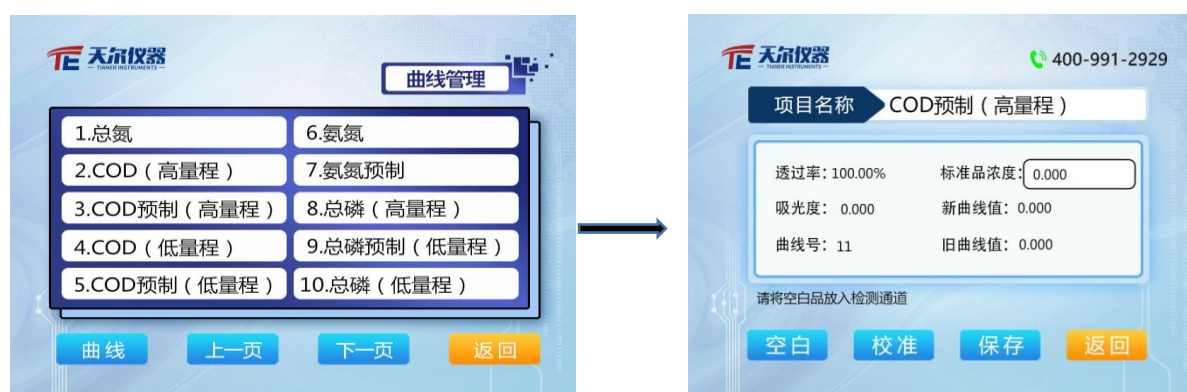 天尔仪器
TIANER INSTRUMENTS
曲线管理
1.总氮
6.氨氮
2.COD（高量程）
7.氨氮预制
3.COD预制（高量程）
8.总磷（高量程）
4.COD（低量程）
9.总磷预制（低量程）
5.COD预制（低量程）
10.总磷（低量程）
曲线
上一页
下一页
返回
天尔仪器
TIANER INSTRUMENTS
400-991-2929
项目名称
COD预制（高量程）
透过率：100.00%
标准品浓度：0.000
吸光度： 0.000
新曲线值：0.000
曲线号： 11
旧曲线值：0.000
请将空白品放入检测通道
空白
校准
保存
返回